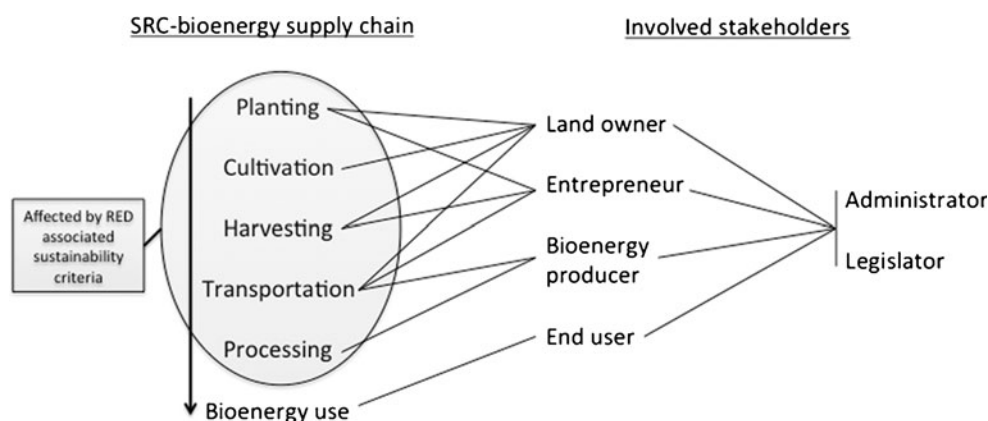 SRC-bioenergy supply chain
Involved stakeholders
Affected by RED
associated
sustainability
criteria
Planting
Cultivation
Harvesting
Transportation
Processing
Bioenergy use
Land owner
Entrepreneur
Bioenergy
producer
End user
Administrator
Legislator